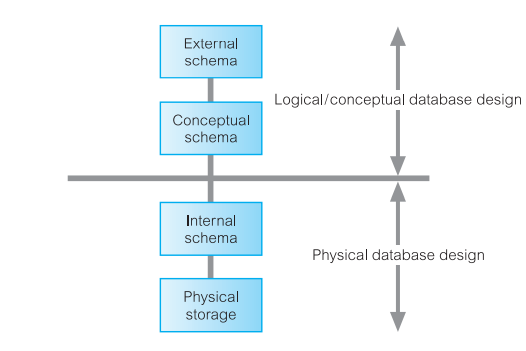 External
schema
Logical/conceptual database design
Conceptual
schema
Internal
schema
Physical database design
Physical
storage